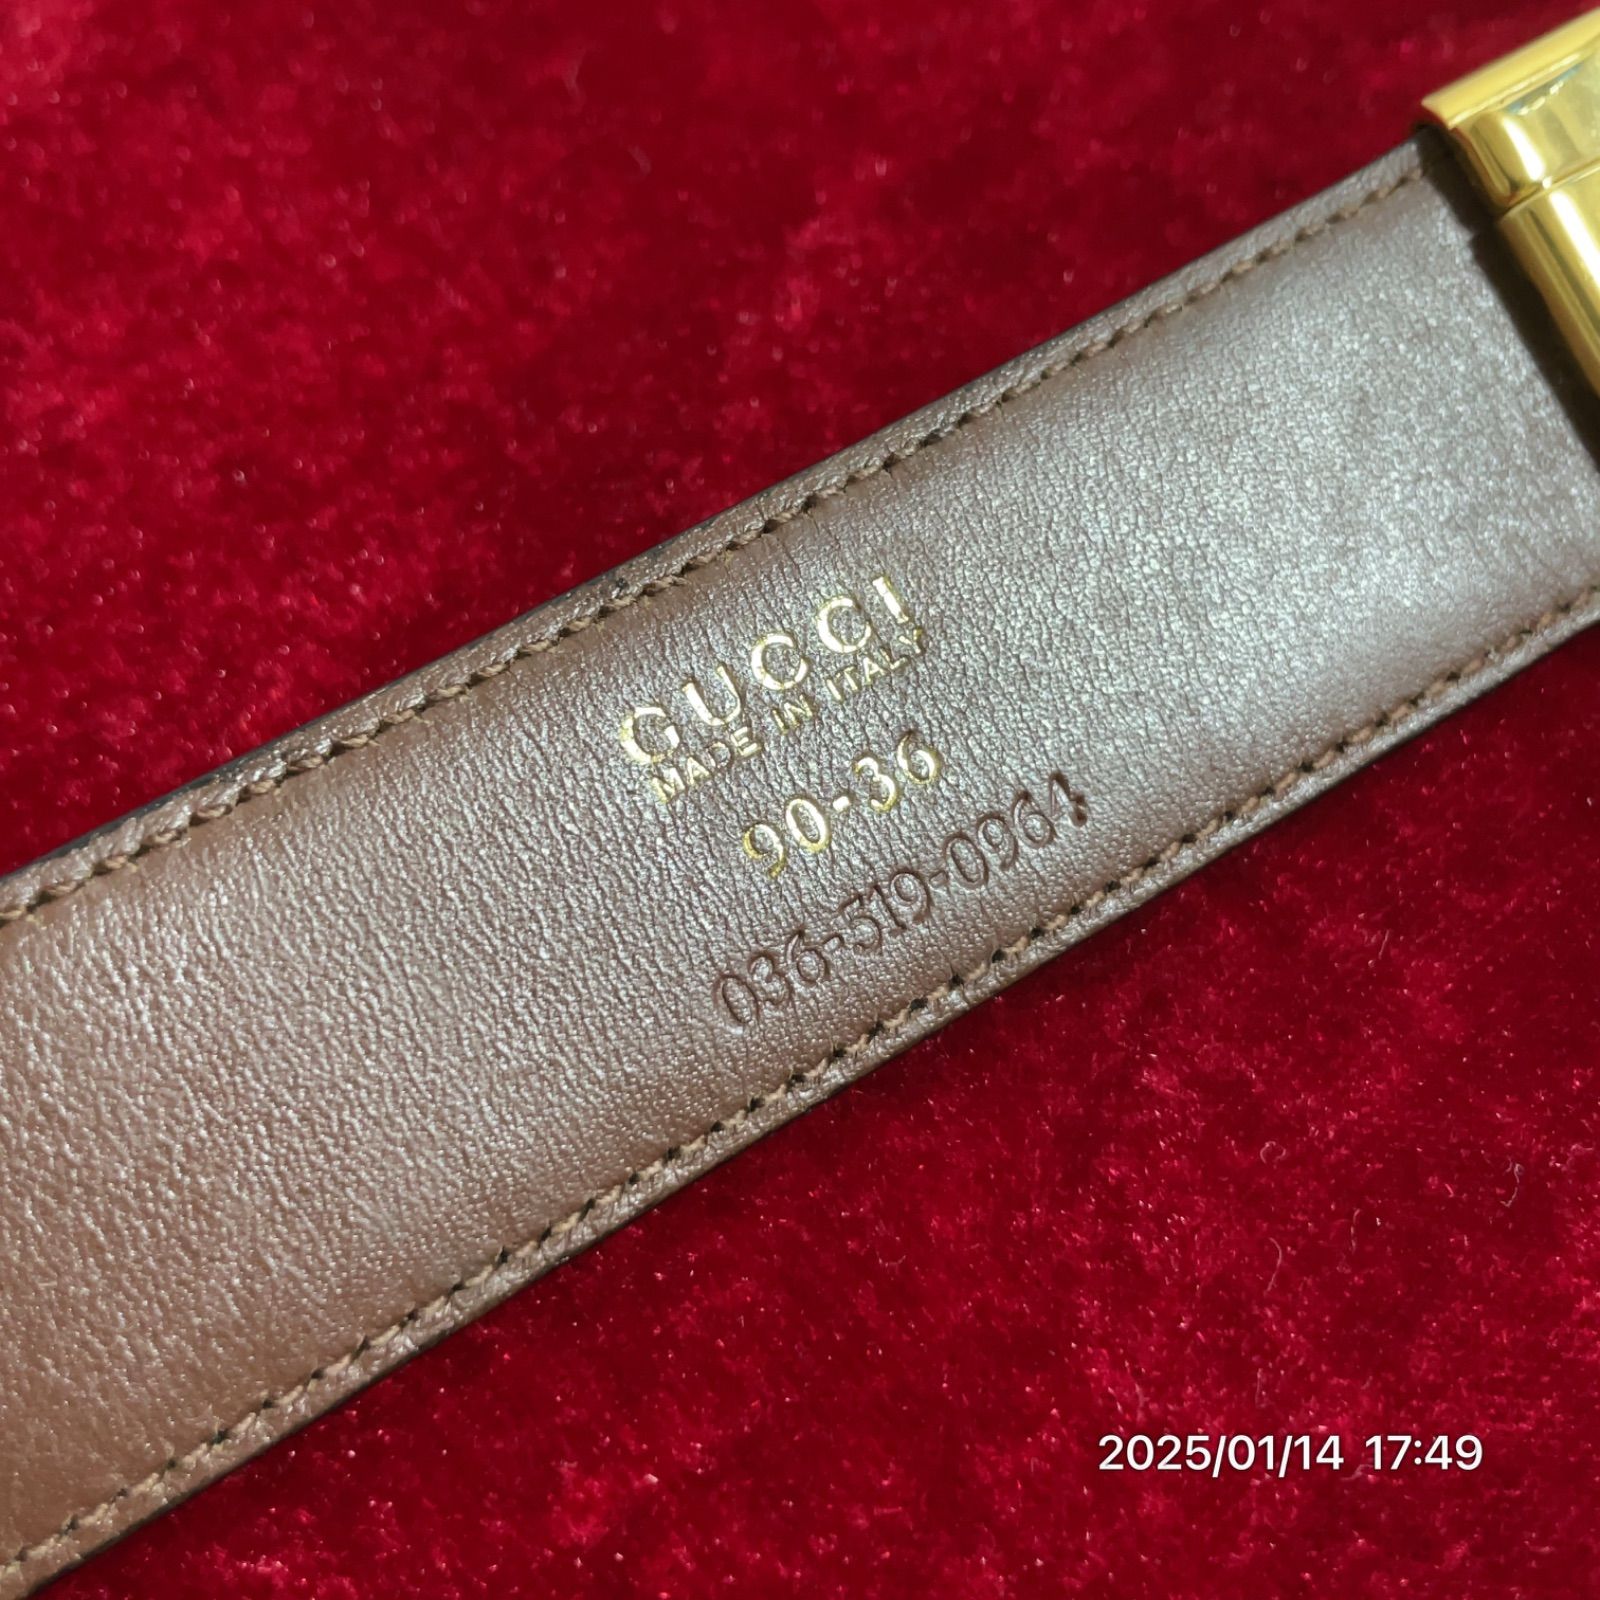 GUCCI
MADE IN ITALY
90-36
036-519-0964
2025/01/14 17:49